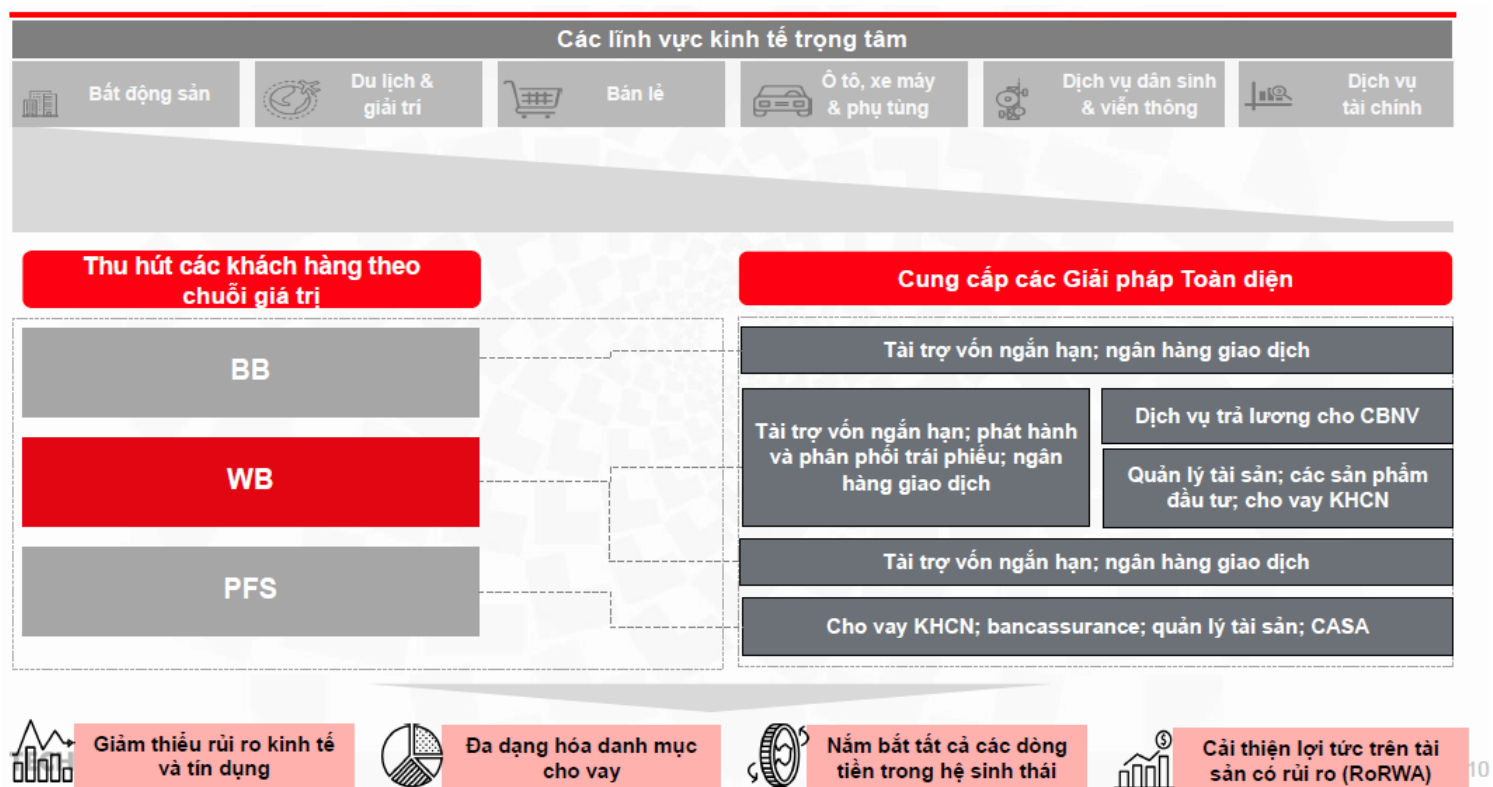 Các lĩnh vực kinh tế trọng tâm
Bất động sản
Du lịch &
giải trí
Bán lẻ
Ô tô, xe máy
& phụ tùng
Dịch vụ dân sinh
& viễn thông
Dịch vụ
tài chính
Thu hút các khách hàng theo
chuỗi giá trị
BB
WB
PFS
Cung cấp các Giải pháp Toàn diện
Tài trợ vốn ngắn hạn; ngân hàng giao dịch
Tài trợ vốn ngắn hạn; phát hành
và phân phối trái phiếu; ngân
hàng giao dịch
Dịch vụ trả lương cho CBNV
Quản lý tài sản; các sản phẩm
đầu tư; cho vay KHCN
Tài trợ vốn ngắn hạn; ngân hàng giao dịch
Cho vay KHCN; bancassurance; quản lý tài sản; CASA
Giảm thiểu rủi ro kinh tế
và tín dụng
Đa dạng hóa danh mục
cho vay
Nắm bắt tất cả các dòng
tiền trong hệ sinh thái
Cải thiện lợi tức trên tài
sản có rủi ro (RoRWA)
10